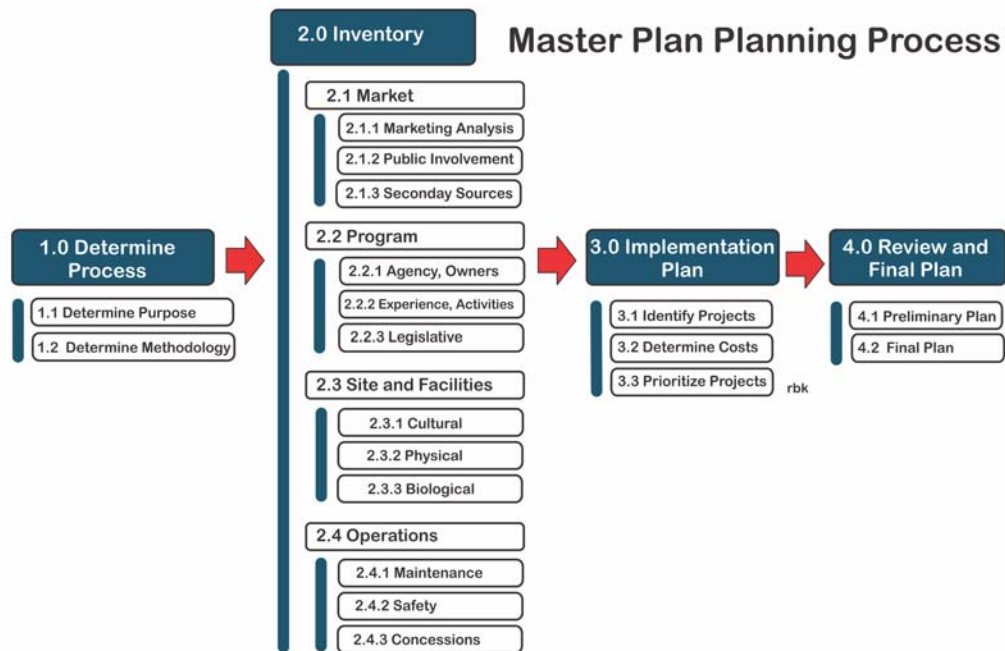 Master Plan Planning Process
1.0 Determine
Process
1.1 Determine Purpose
1.2 Determine Methodology
2.0 Inventory
2.1 Market
2.1.1 Marketing Analysis
2.1.2 Public Involvement
2.1.3 Seconday Sources
2.2 Program
2.2.1 Agency, Owners
2.2.2 Experience, Activities
2.2.3 Legislative
2.3 Site and Facilities
2.3.1 Cultural
2.3.2 Physical
2.3.3 Biological
2.4 Operations
2.4.1 Maintenance
2.4.2 Safety
2.4.3 Concessions
3.0 Implementation
Plan
3.1 Identify Projects
3.2 Determine Costs
3.3 Prioritize Projects
rbk
4.0 Review and
Final Plan
4.1 Preliminary Plan
4.2 Final Plan